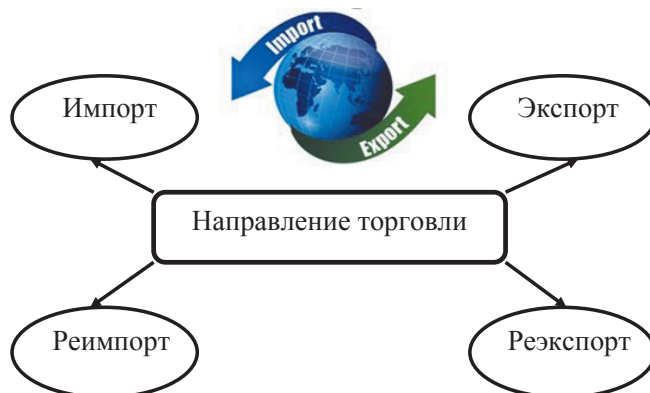 Import
Импорт
Экспорт
Export
Направление торговли
Реимпорт
Реэкспорт